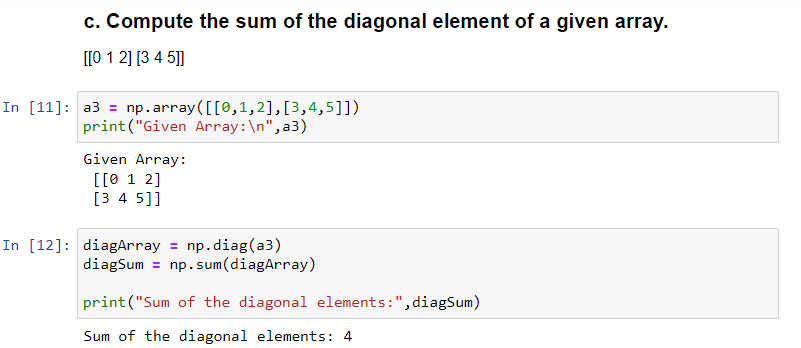 c. Compute the sum of the diagonal element of a given array.
[[0 1 2] [3 4 5]]
In [11]: a3 = np.array([[0,1,2],[3,4,5]])
print("Given Array:\n",a3)
Given Array:
[[0 1 2]
[3 4 5]]
In [12]: diagArray = np.diag(a3)
diagSum = np.sum(diagArray)
print("Sum of the diagonal elements:",diagSum)
Sum of the diagonal elements: 4